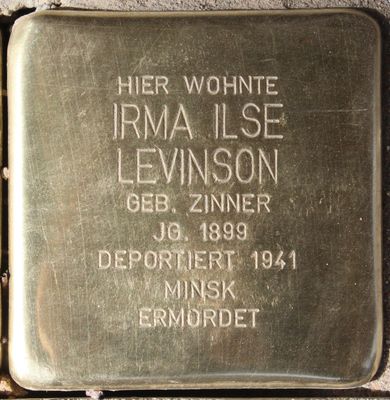 HIER WOHNTE
IRMA ILSE
LEVINSON
GEB. ZINNER
JG. 1899
DEPORTIERT 1941
MINSK
ERMORDET